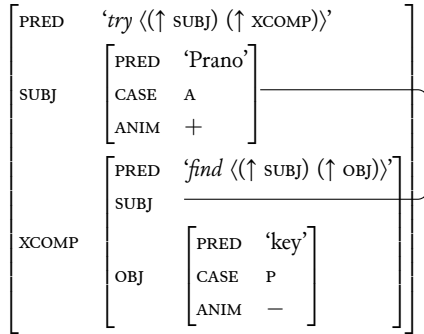 PRED ‘try ⟨(↑ SUBJ) (↑ XCOMP)⟩’
PRED ‘Prano’
SUBJ CASE A
ANIM +
PRED ‘find ⟨(↑ SUBJ) (↑ OBJ)⟩’
SUBJ
XCOMP PRED ‘key’
OBJ CASE P
ANIM −